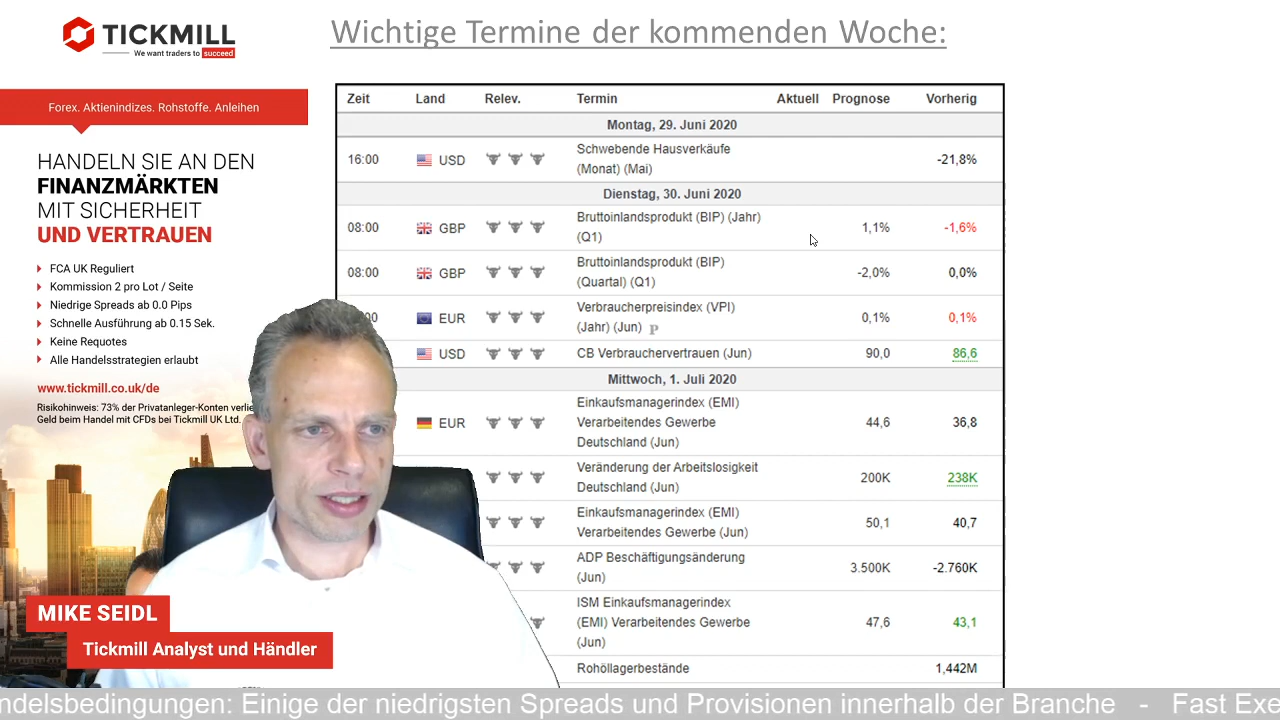 TICKMILL
We want traders to succeed
Wichtige Termine der kommenden Woche:
Forex. Aktienindizes. Rohstoffe. Anleihen
HANDELN SIE AN DEN
FINANZMÄRKTEN
MIT SICHERHEIT
UND VERTRAUEN
FCA UK Reguliert
Kommission 2 pro Lot / Seite
Niedrige Spreads ab 0.0 Pips
Schnelle Ausführung ab 0.15 Sek.
Keine Requotes
Alle Handelsstrategien erlaubt
www.tickmill.co.uk/de
Risikohinweis: 73% der Privatanleger-Konten
Geld beim Handel mit CFDs bei Tickmill UK Ltd.
Zeit Land Relev. Termin Aktuell Prognose Vorherig
Montag, 29. Juni 2020
16:00 USD Schwebende Hausverkäufe -21,8%
(Monat) (Mai)
Dienstag, 30. Juni 2020
08:00 GBP Bruttoinlandsprodukt (BIP) (Jahr) 1,1% -1,6%
(Q1)
08:00 GBP Bruttoinlandsprodukt (BIP) -2,0% 0,0%
(Quartal) (Q1)
EUR Verbraucherpreisindex (VPI) 0,1% 0,1%
(Jahr) (Jun) P
USD CB Verbrauchervertrauen (Jun) 90,0 86,6
Mittwoch, 1. Juli 2020
Einkaufsmanagerindex (EMI)
EUR Verarbeitendes Gewerbe 44,6 36,8
Deutschland (Jun)
Veränderung der Arbeitslosigkeit 200K 238K
Deutschland (Jun)
Einkaufsmanagerindex (EMI) 50,1 40,7
Verarbeitendes Gewerbe (Jun)
ADP Beschäftigungsänderung 3.500K -2.760K
(Jun)
ISM Einkaufsmanagerindex
(EMI) Verarbeitendes Gewerbe 47,6 43,1
(Jun)
Rohöllagerbestände 1,442M
MIKE SEIDL
Tickmill Analyst und Händler
Einige der niedrigsten Spreads und Provisionen innerhalb der Branche - Fast